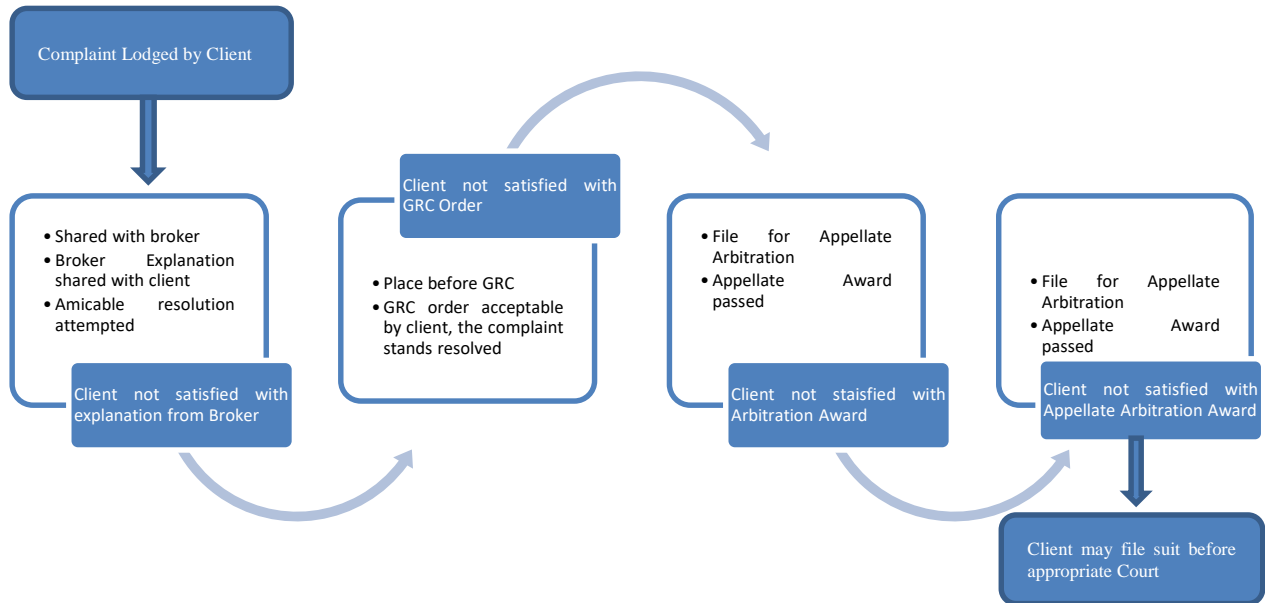 Complaint Lodged by Client
• Shared with broker
• Broker Explanation
shared with client
• Amicable resolution
attempted
Client not satisfied with
explanation from Broker
Client not satisfied with
GRC Order
• Place before GRC
• GRC order acceptable
by client, the complaint
stands resolved
• File for Appellate
Arbitration
• Appellate Award
passed
Client not staisfied with
Arbitration Award
• File for Appellate
Arbitration
• Appellate Award
passed
Client not satisfied with
Appellate Arbitration Award
Client may file suit before
appropriate Court